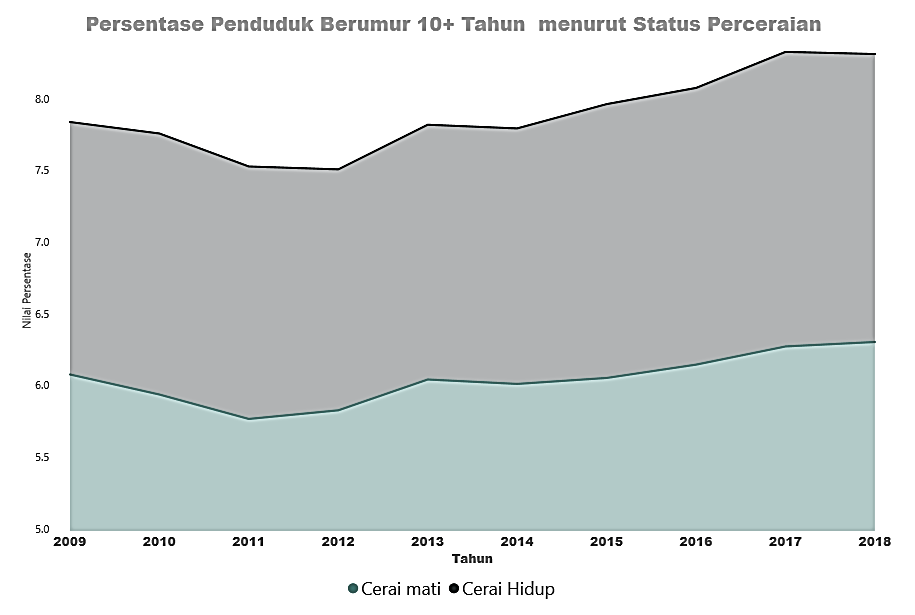 Persentase Penduduk Berumur 10+ Tahun menurut Status Perceraian
8.0
7.5
7.0
6.5
6.0
5.5
5.0
Nilai Persentase
2009 2010 2011 2012 2013 2014 2015 2016 2017 2018
Tahun
Cerai mati Cerai Hidup